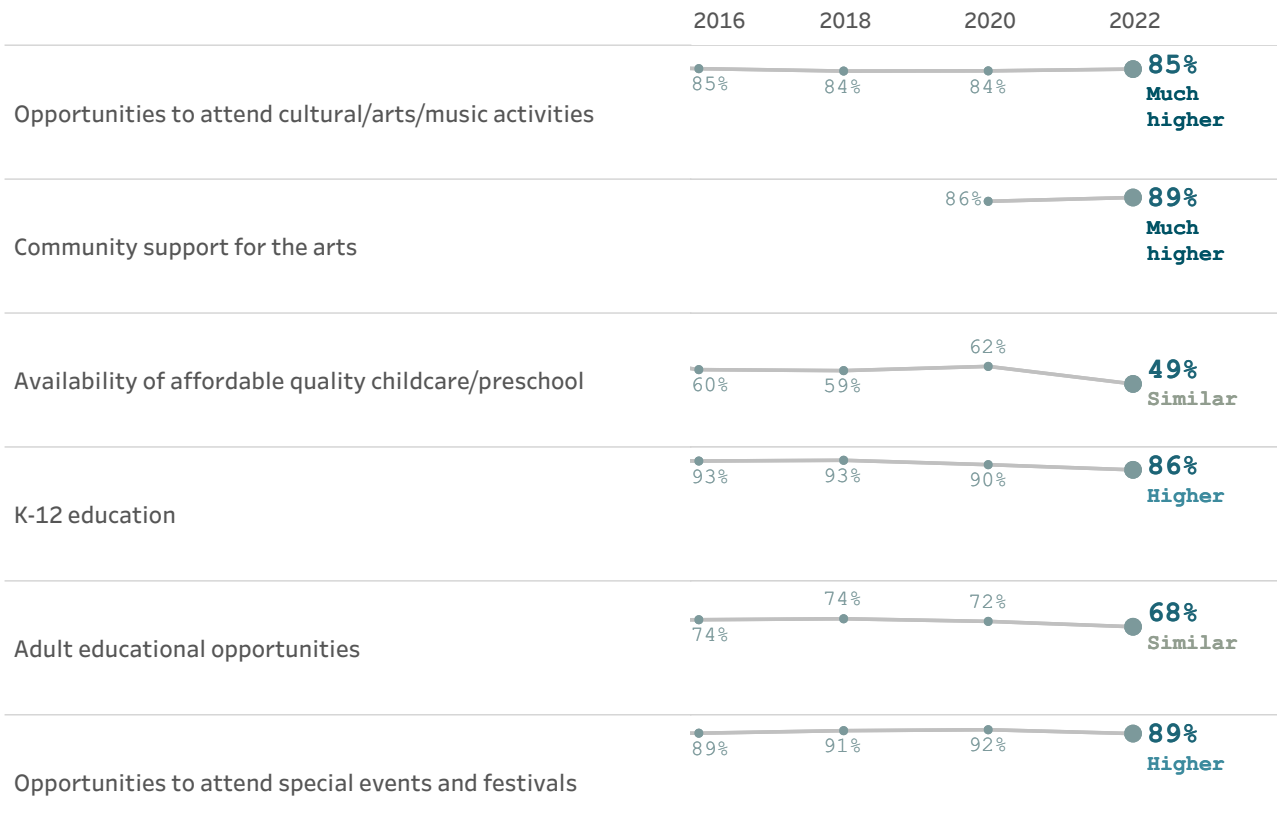 2016 2018 2020 2022
Opportunities to attend cultural/arts/music activities
85% 84% 84% 85%
Much
higher
Community support for the arts
86% 89%
Much
higher
Availability of affordable quality childcare/preschool
60% 59% 62% 49%
Similar
K-12 education
93% 93% 90% 86%
Higher
Adult educational opportunities
74% 74% 72% 68%
Similar
Opportunities to attend special events and festivals
89% 91% 92% 89%
Higher